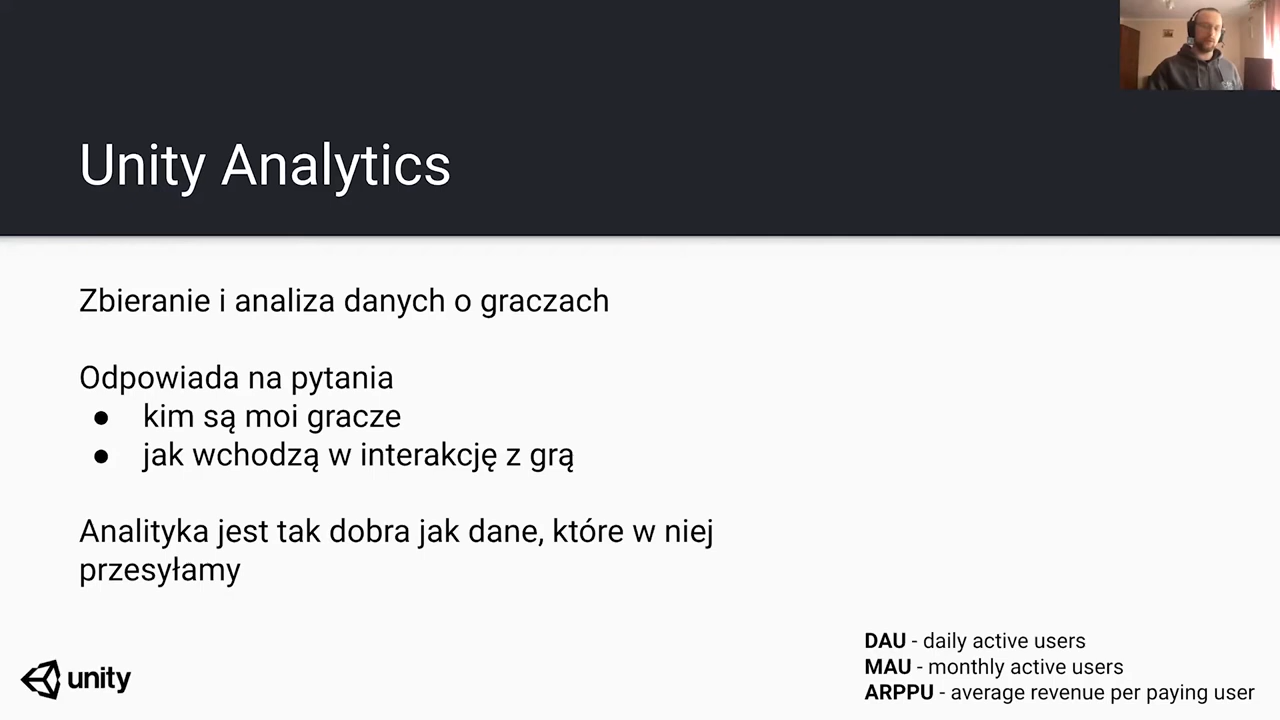 Unity Analytics
Zbieranie i analiza danych o graczach
Odpowiada na pytania
● kim są moi gracze
● jak wchodzą w interakcję z grą
Analityka jest tak dobra jak dane, które w niej
przesyłamy
unity
DAU - daily active users
MAU - monthly active users
ARPPU - average revenue per paying user